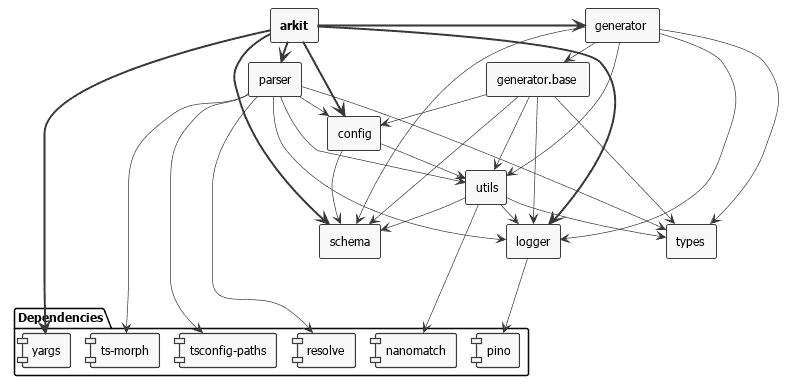 arkit
generator
parser
generator.base
config
utils
schema
logger
types
Dependencies
yargs
ts-morph
tsconfig-paths
resolve
nanomatch
pino